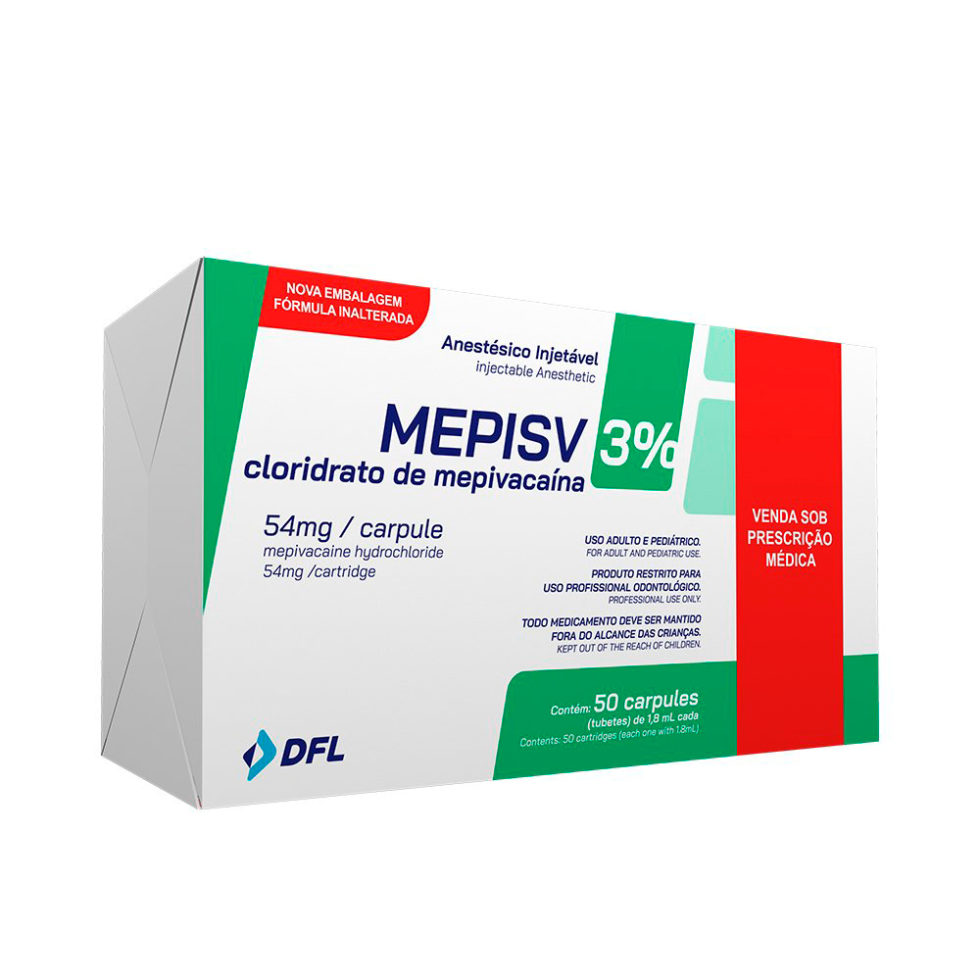 NOVA EMBALAGEM
FÓRMULA INALTERADA
Anestésico Injetável
injectable Anesthetic
MEPISV 3%
cloridrato de mepivacaína
54mg / carpule
mepivacaine hydrochloride
54mg /cartridge
USO ADULTO E PEDIÁTRICO.
FOR ADULT AND PEDIATRIC USE.
PRODUTO RESTRITO PARA
USO PROFISSIONAL ODONTOLÓGICO.
PROFESSIONAL USE ONLY.
TODO MEDICAMENTO DEVE SER MANTIDO
FORA DO ALCANCE DAS CRIANÇAS.
KEPT OUT OF THE REACH OF CHILDREN.
VENDA SOB
PRESCRIÇÃO
MÉDICA
Contém: 50 carpules
(tubetes) de 1,8 mL cada
Contents: 50 cartridges (each one with 1.8mL)
DFL